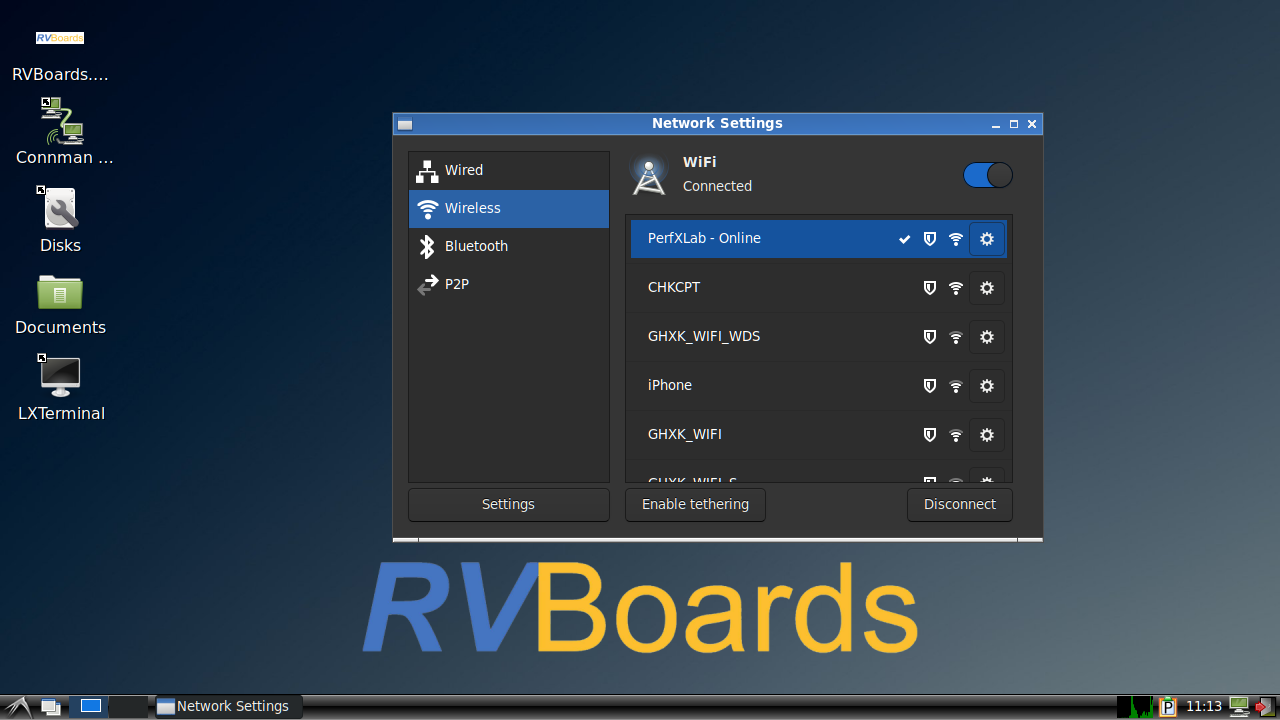 RVBoards
RVBoards....
Connman ...
Disks
Documents
LXTerminal
Network Settings
Wired
Wireless
Bluetooth
P2P
Settings
WiFi
Connected
PerfXLab - Online
CHKCPT
GHXK_WIFI_WDS
iPhone
GHXK_WIFI
GHXK_WIFI_S
Enable tethering
Disconnect
RVBoards
Network Settings
P
11:13